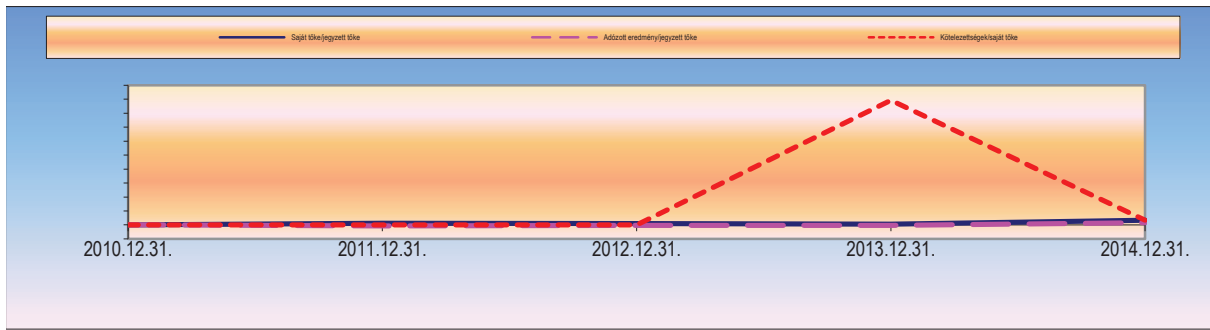 Saját tőke/jegyzett tőke Adózott eredmény/jegyzett tőke Kötelezettségek/saját tőke
2010.12.31. 2011.12.31. 2012.12.31. 2013.12.31. 2014.12.31.